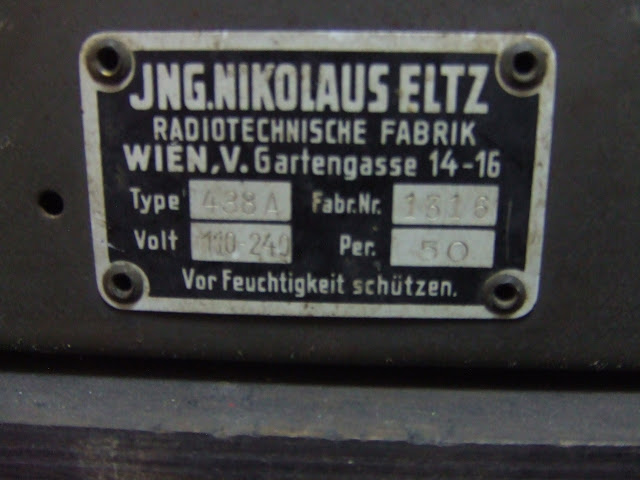 JNG.NIKOLAUS ELTZ
RADIOTECHNISCHE FABRIK
WIEN,V. Gartengasse 14-16
Type 438A Fabr.Nr. 1316
Volt 110-240 Per. 50
Vor Feuchtigkeit schützen.